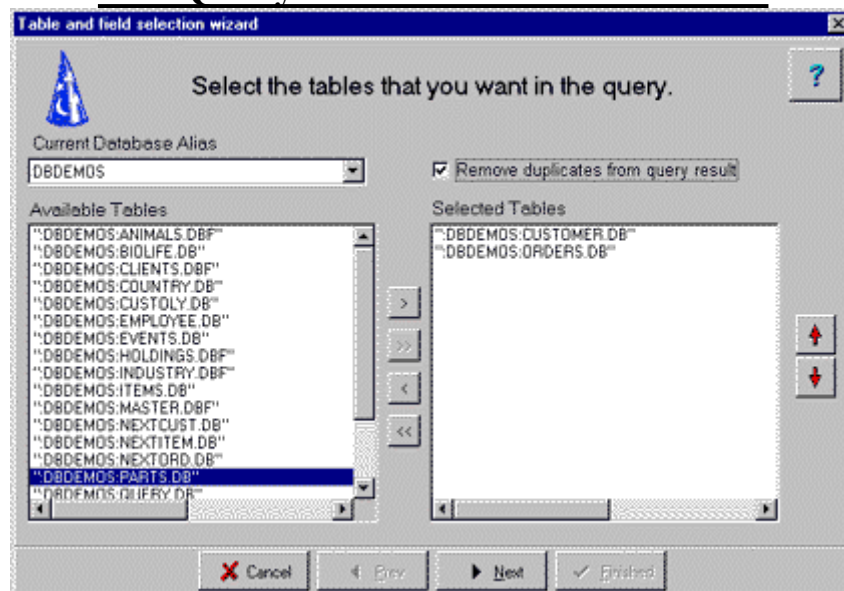 Table and field selection wizard
Select the tables that you want in the query.
?
Current Database Alias
DBDEMOS
Remove duplicates from query result
Available Tables
":DBDEMOS:ANIMALS.DBF"
":DBDEMOS:BIOLIFE.DB"
":DBDEMOS:CLIENTS.DBF"
":DBDEMOS:COUNTRY.DB"
":DBDEMOS:CUSTOLY.DB"
":DBDEMOS:EMPLOYEE.DB"
":DBDEMOS:EVENTS.DB"
":DBDEMOS:HOLDINGS.DBF"
":DBDEMOS:INDUSTRY.DBF"
":DBDEMOS:ITEMS.DB"
":DBDEMOS:MASTER.DBF"
":DBDEMOS:NEXTCUST.DB"
":DBDEMOS:NEXTITEM.DB"
":DBDEMOS:NEXTORD.DB"
":DBDEMOS:PARTS.DB"
":DBDEMOS:QUERY.DB"
>
>>
<
<<
Selected Tables
":DBDEMOS:CUSTOMER.DB"
":DBDEMOS:ORDERS.DB"
Cancel
Prev
Next
Finished